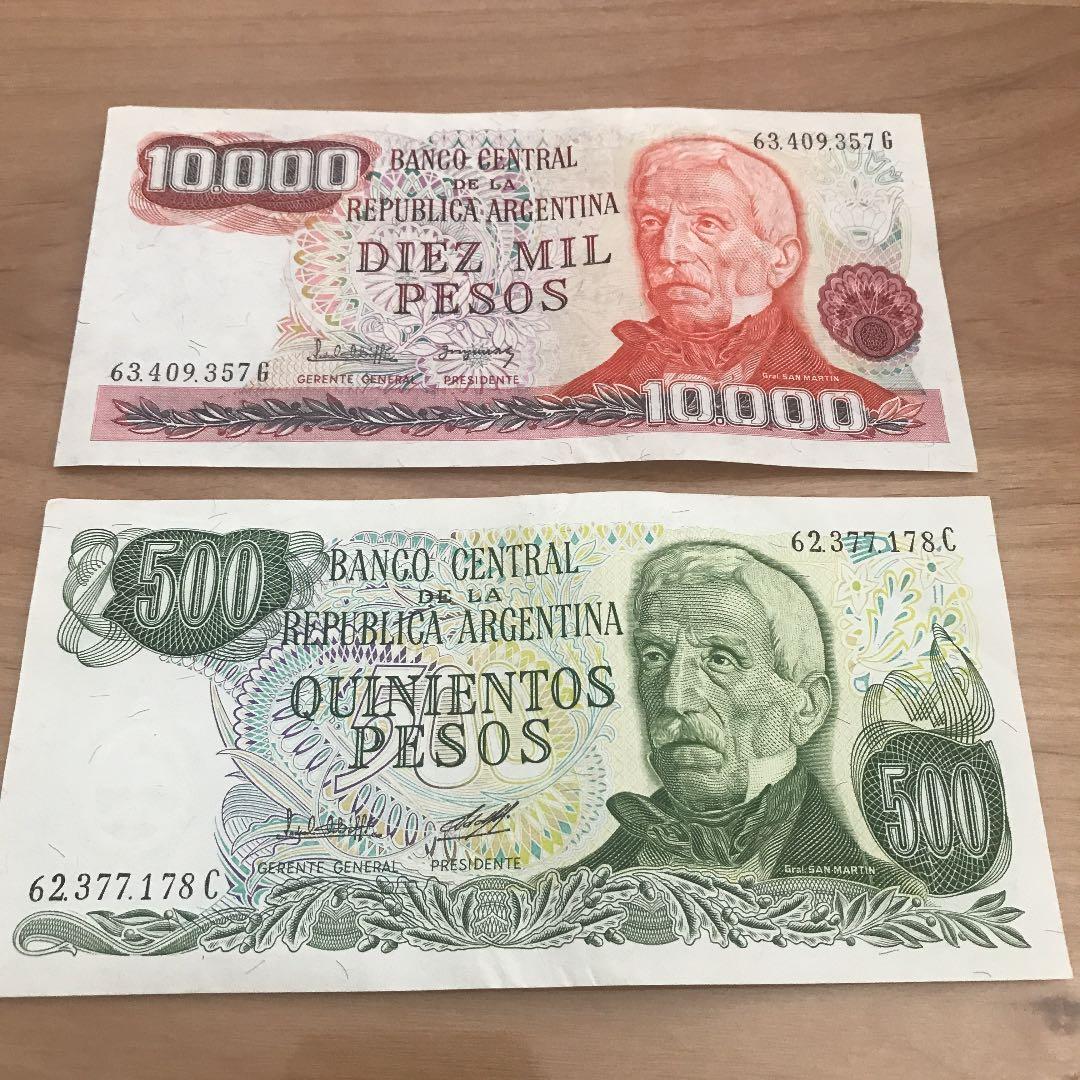 10.000
BANCO CENTRAL
DE LA
REPUBLICA ARGENTINA
DIEZ MIL
PESOS
63.409.357 G
63.409.357 G
GERENTE GENERAL
PRESIDENTE
Gral. SAN MARTIN
10.000
500
BANCO CENTRAL
DE LA
REPUBLICA ARGENTINA
QUINIENTOS
PESOS
500
62.377.178 C
62.377.178 C
GERENTE GENERAL
PRESIDENTE
Gral. SAN MARTIN
500